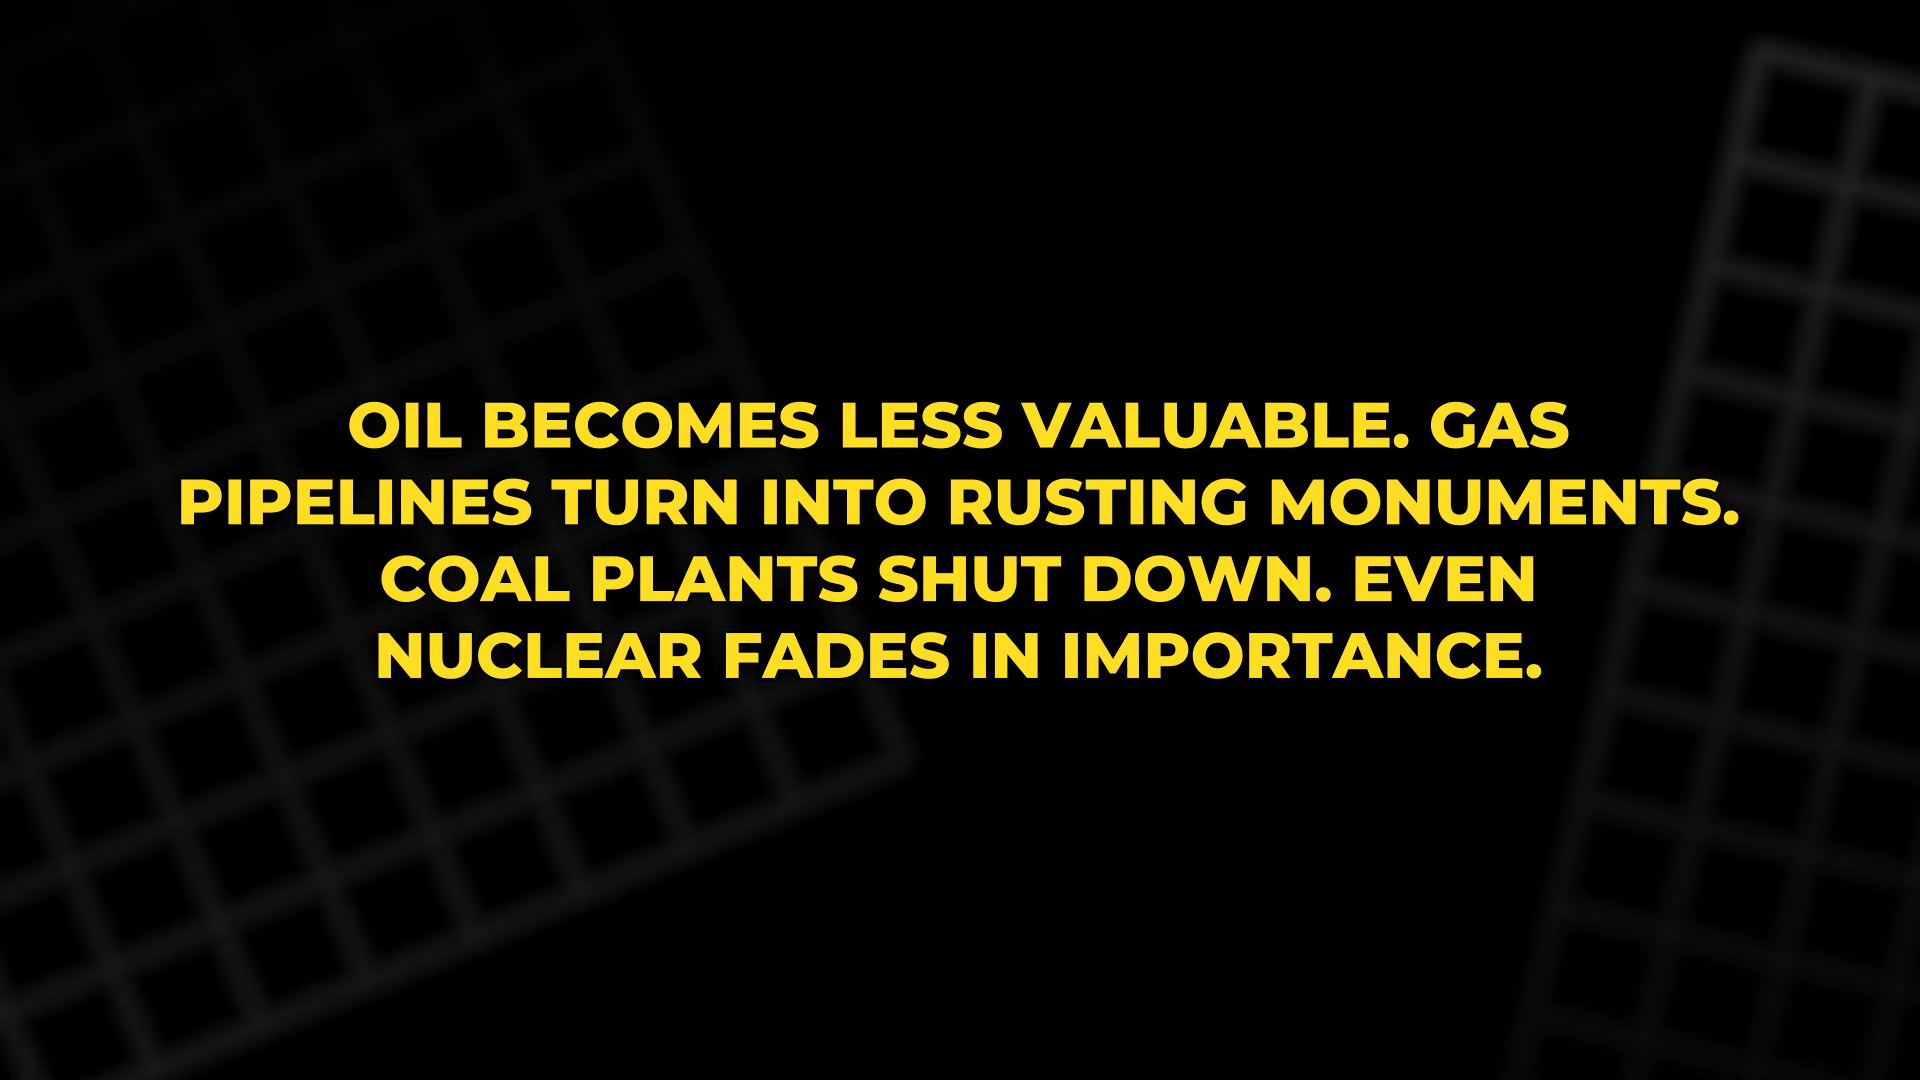 OIL BECOMES LESS VALUABLE. GAS
PIPELINES TURN INTO RUSTING MONUMENTS.
COAL PLANTS SHUT DOWN. EVEN
NUCLEAR FADES IN IMPORTANCE.